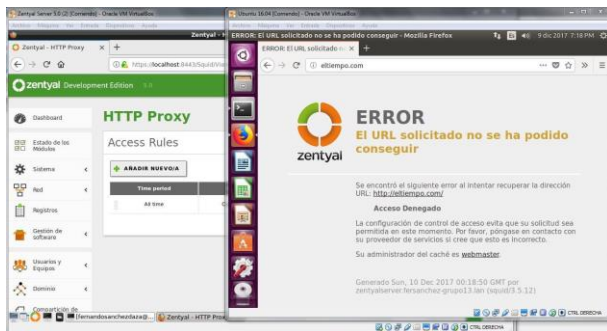 Zentyal Server 5.0 (2) [Corriendo] - Oracle VM VirtualBox
Zentyal - HTTP Proxy
https://localhost:8443/Squid/
zentyal Development Edition 5.0
Dashboard
Estado de los Módulos
Sistema
Red
Registros
Gestión de software
Usuarios y Equipos
Dominio
Compartición de
HTTP Proxy
Access Rules
AÑADIR NUEVO/A
Time period
All time
Zentyal - HTTP Prox
Ubuntu 16.04 [Corriendo] - Oracle VM VirtualBox
ERROR: El URL solicitado no se ha podido conseguir - Mozilla Firefox
9 dic 2017 7:18 PM
ERROR: El URL solicitado no
eltiempo.com
zentyal
ERROR
El URL solicitado no se ha podido
conseguir
Se encontró el siguiente error al intentar recuperar la dirección
URL: http://eltiempo.com/
Acceso Denegado
La configuración de control de acceso evita que su solicitud sea
permitida en este momento. Por favor, póngase en contacto con
su proveedor de servicios si cree que esto es incorrecto.
Su administrador del caché es webmaster.
Generado Sun, 10 Dec 2017 00:18:50 GMT por
zentyalserver.fersanchez-grupo13.lan (squid/3.5.12)
CTRL DERECHA
CTRL DERECHA